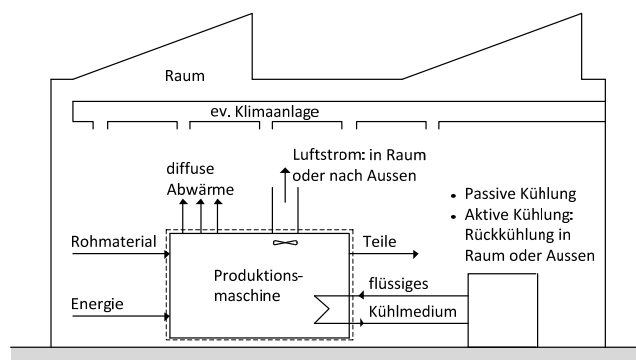 Raum
ev. Klimaanlage
Luftstrom: in Raum
oder nach Aussen
diffuse
Abwärme
• Passive Kühlung
• Aktive Kühlung:
Rückkühlung in
Raum oder Aussen
Rohmaterial
Teile
Produktions-
maschine
flüssiges
Kühlmedium
Energie